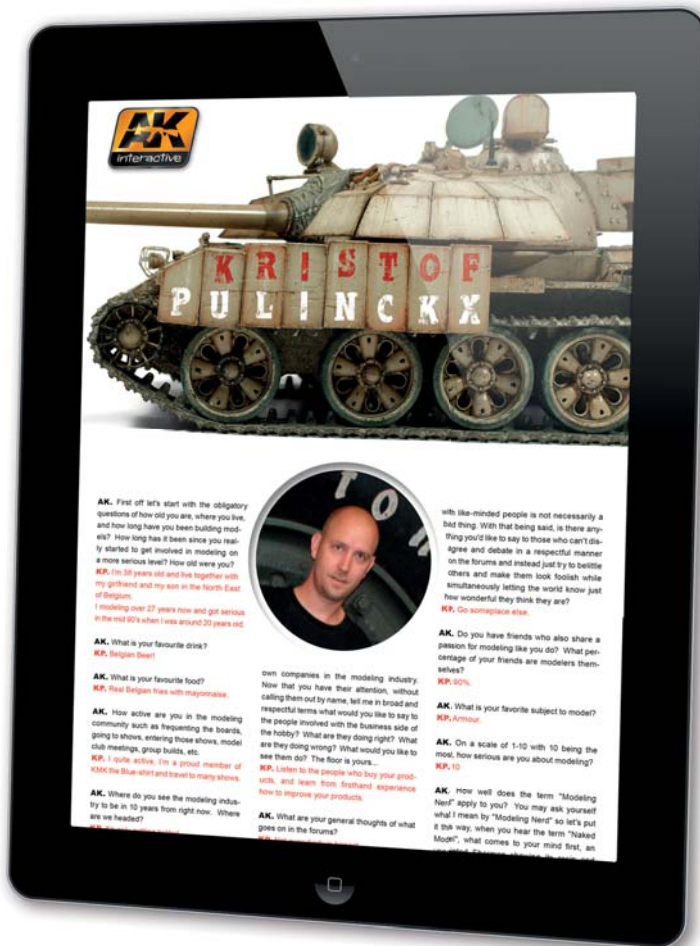 AK
interactive
KRISTOF
PULINCKX
AK. First off let's start with the obligatory
questions of how old you are, where you live,
and how long have you been building mod-
els? How long has it been since you real-
ly started to get involved in modeling on
a more serious level? How old were you?
KP. I'm 38 years old and live together with
my girlfriend and my son in the North East
of Belgium.
I modeling over 27 years now and got serious
in the mid 90's when I was around 20 years old.
AK. What is your favourite drink?
KP. Belgian Beer!
AK. What is your favourite food?
KP. Real Belgian fries with mayonnaise.
AK. How active are you in the modeling
community such as frequenting the boards,
going to shows, entering those shows, model
club meetings, group builds, etc.
KP. I quite active, I'm a proud member of
KMK the Blue-shirt and travel to many shows.
AK. Where do you see the modeling indus-
try to be in 10 years from right now. Where
are we headed?
KP.
TO
own companies in the modeling industry.
Now that you have their attention, without
calling them out by name, tell me in broad and
respectful terms what would you like to say to
the people involved with the business side of
the hobby? What are they doing right? What
are they doing wrong? What would you like to
see them do? The floor is yours...
KP. Listen to the people who buy your prod-
ucts, and learn from firsthand experience
how to improve your products.
AK. What are your general thoughts of what
goes on in the forums?
KP.
with like-minded people is not necessarily a
bad thing. With that being said, is there any-
thing you'd like to say to those who can't dis-
agree and debate in a respectful manner
on the forums and instead just try to belittle
others and make them look foolish while
simultaneously letting the world know just
how wonderful they think they are?
KP. Go someplace else.
AK. Do you have friends who also share a
passion for modeling like you do? What per-
centage of your friends are modelers them-
selves?
KP. 90%.
AK. What is your favorite subject to model?
KP. Armour.
AK. On a scale of 1-10 with 10 being the
most, how serious are you about modeling?
KP. 10
AK. How well does the term "Modeling
Nerd" apply to you? You may ask yourself
what I mean by "Modeling Nerd" so let's put
it this way, when you hear the term "Naked
Model", what comes to your mind first, an